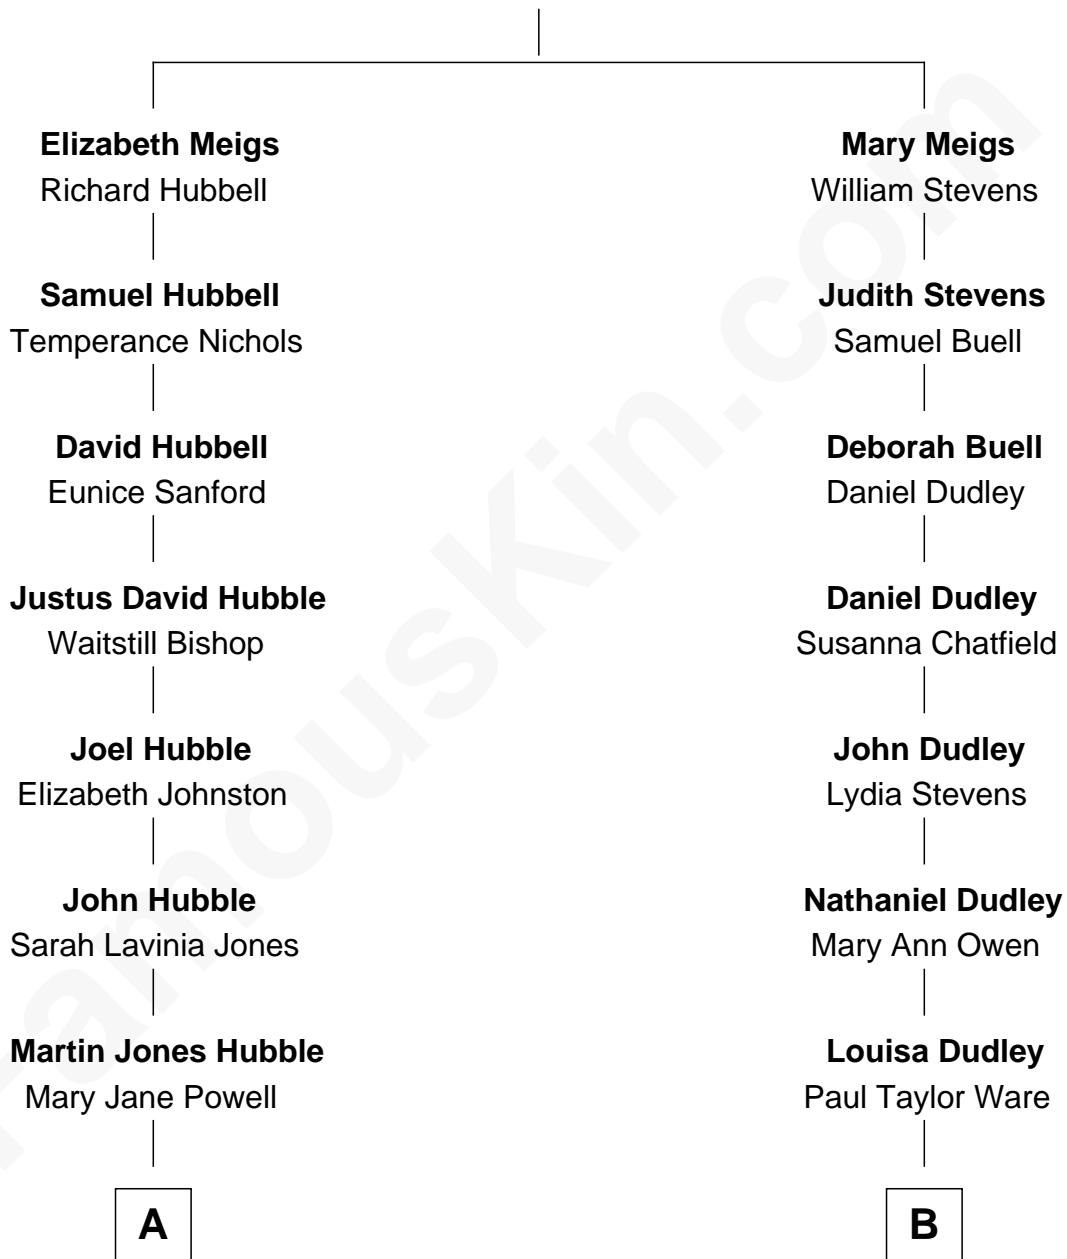 Elizabeth Meigs
Richard Hubbell
Samuel Hubbell
Temperance Nichols
David Hubbell
Eunice Sanford
Justus David Hubble
Waitstill Bishop
Joel Hubble
Elizabeth Johnston
John Hubble
Sarah Lavinia Jones
Martin Jones Hubble
Mary Jane Powell
A
Mary Meigs
William Stevens
Judith Stevens
Samuel Buell
Deborah Buell
Daniel Dudley
Daniel Dudley
Susanna Chatfield
John Dudley
Lydia Stevens
Nathaniel Dudley
Mary Ann Owen
Louisa Dudley
Paul Taylor Ware
B
FamousKin.com